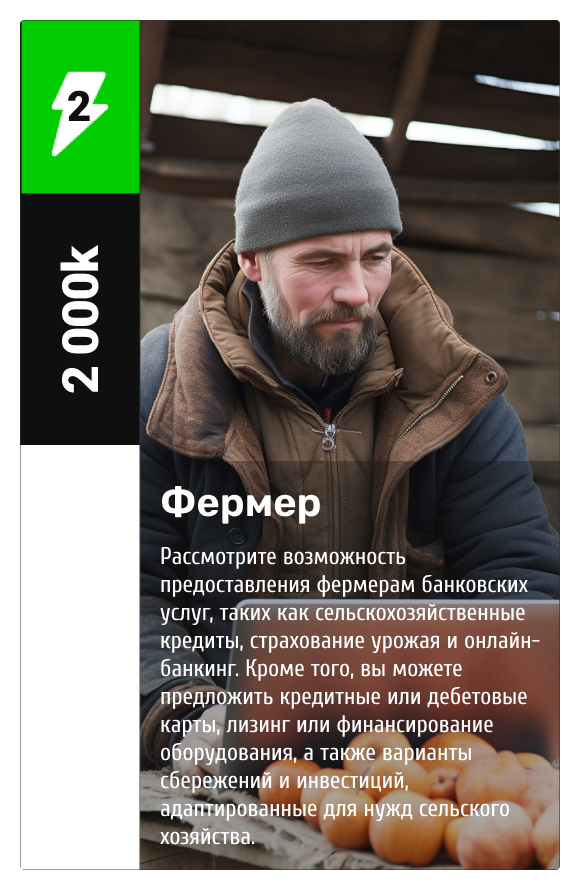 2
2 000k
Фермер
Рассмотрите возможность
предоставления фермерам банковских
услуг, таких как сельскохозяйственные
кредиты, страхование урожая и онлайн-
банкинг. Кроме того, вы можете
предложить кредитные или дебетовые
карты, лизинг или финансирование
оборудования, а также варианты
сбережений и инвестиций,
адаптированные для нужд сельского
хозяйства.